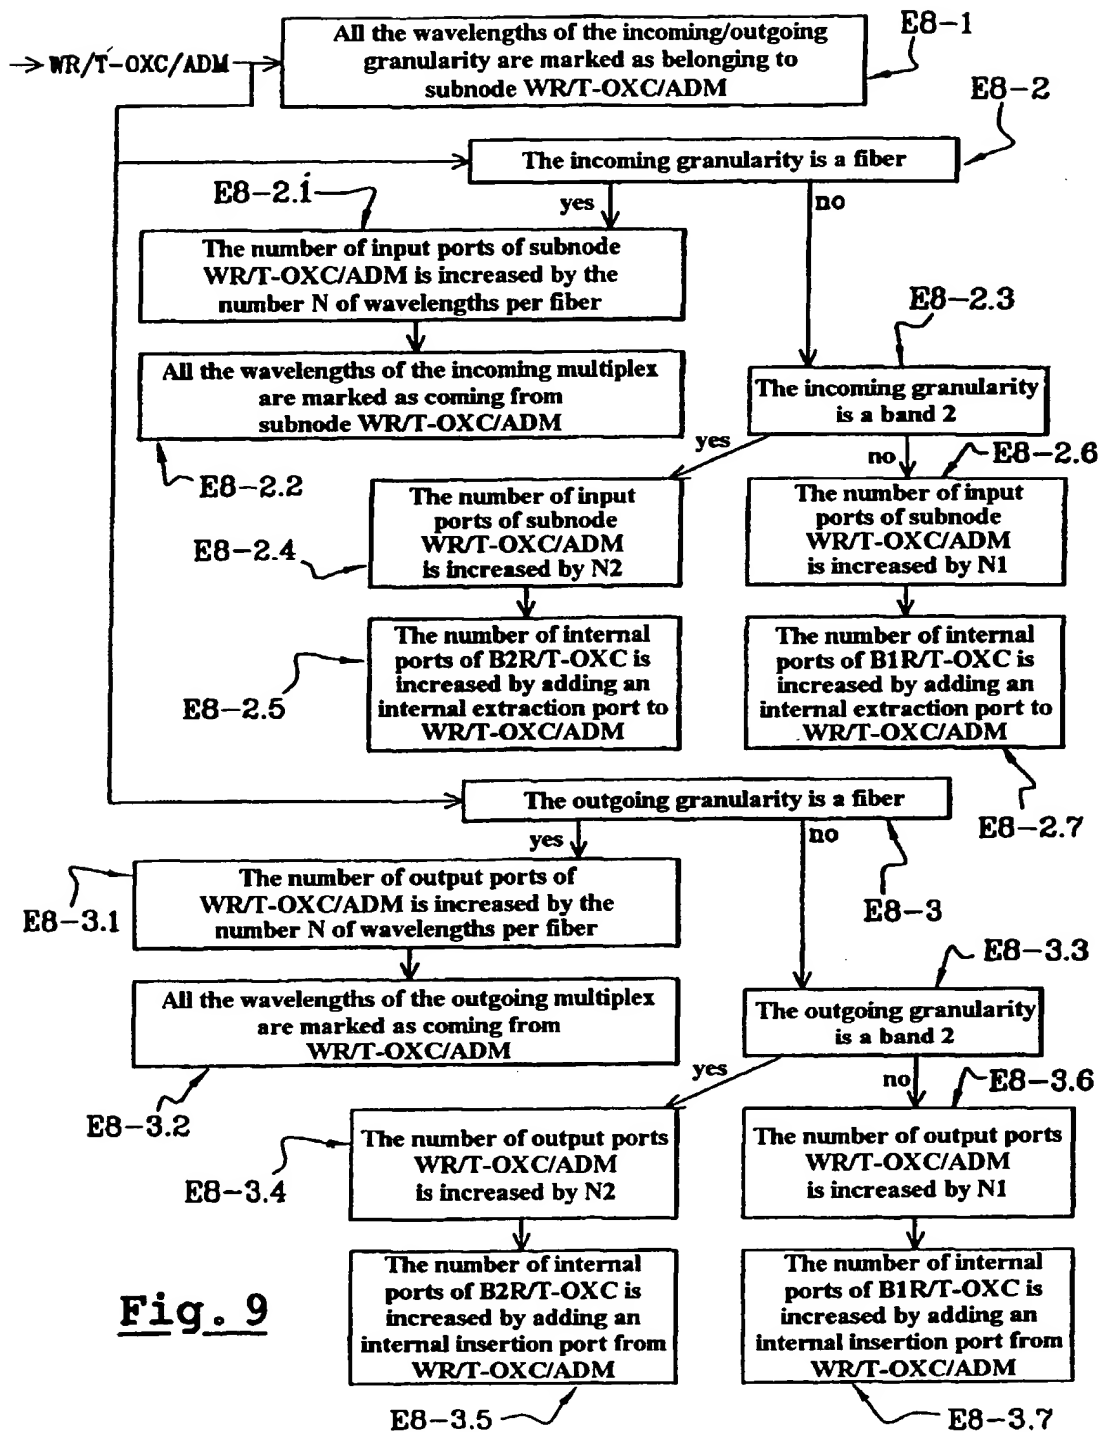 All the wavelengths of the incoming/outgoing
granularity are marked as belonging to
subnode WR/T-OXC/ADM
E8-1
WR/T-OXC/ADM
E8-2
The incoming granularity is a fiber
E8-2.1
yes
no
The number of input ports of subnode
WR/T-OXC/ADM is increased by the
number N of wavelengths per fiber
E8-2.3
All the wavelengths of the incoming multiplex
are marked as coming from
subnode WR/T-OXC/ADM
The incoming granularity
is a band 2
yes
no
E8-2.6
E8-2.2
The number of input
ports of subnode
WR/T-OXC/ADM
is increased by N2
E8-2.4
The number of input
ports of subnode
WR/T-OXC/ADM
is increased by N1
The number of internal
ports of B2R/T-OXC is
increased by adding an
internal extraction port to
WR/T-OXC/ADM
E8-2.5
The number of internal
ports of B1R/T-OXC is
increased by adding an
internal extraction port to
WR/T-OXC/ADM
E8-2.7
The outgoing granularity is a fiber
yes
no
E8-3
E8-3.1
The number of output ports of
WR/T-OXC/ADM is increased by the
number N of wavelengths per fiber
E8-3.3
All the wavelengths of the outgoing multiplex
are marked as coming from
WR/T-OXC/ADM
The outgoing granularity
is a band 2
yes
no
E8-3.6
E8-3.2
The number of output ports
WR/T-OXC/ADM
is increased by N2
E8-3.4
The number of output ports
WR/T-OXC/ADM
is increased by N1
The number of internal
ports of B2R/T-OXC is
increased by adding an
internal insertion port from
WR/T-OXC/ADM
The number of internal
ports of B1R/T-OXC is
increased by adding an
internal insertion port from
WR/T-OXC/ADM
Fig. 9
E8-3.5
E8-3.7